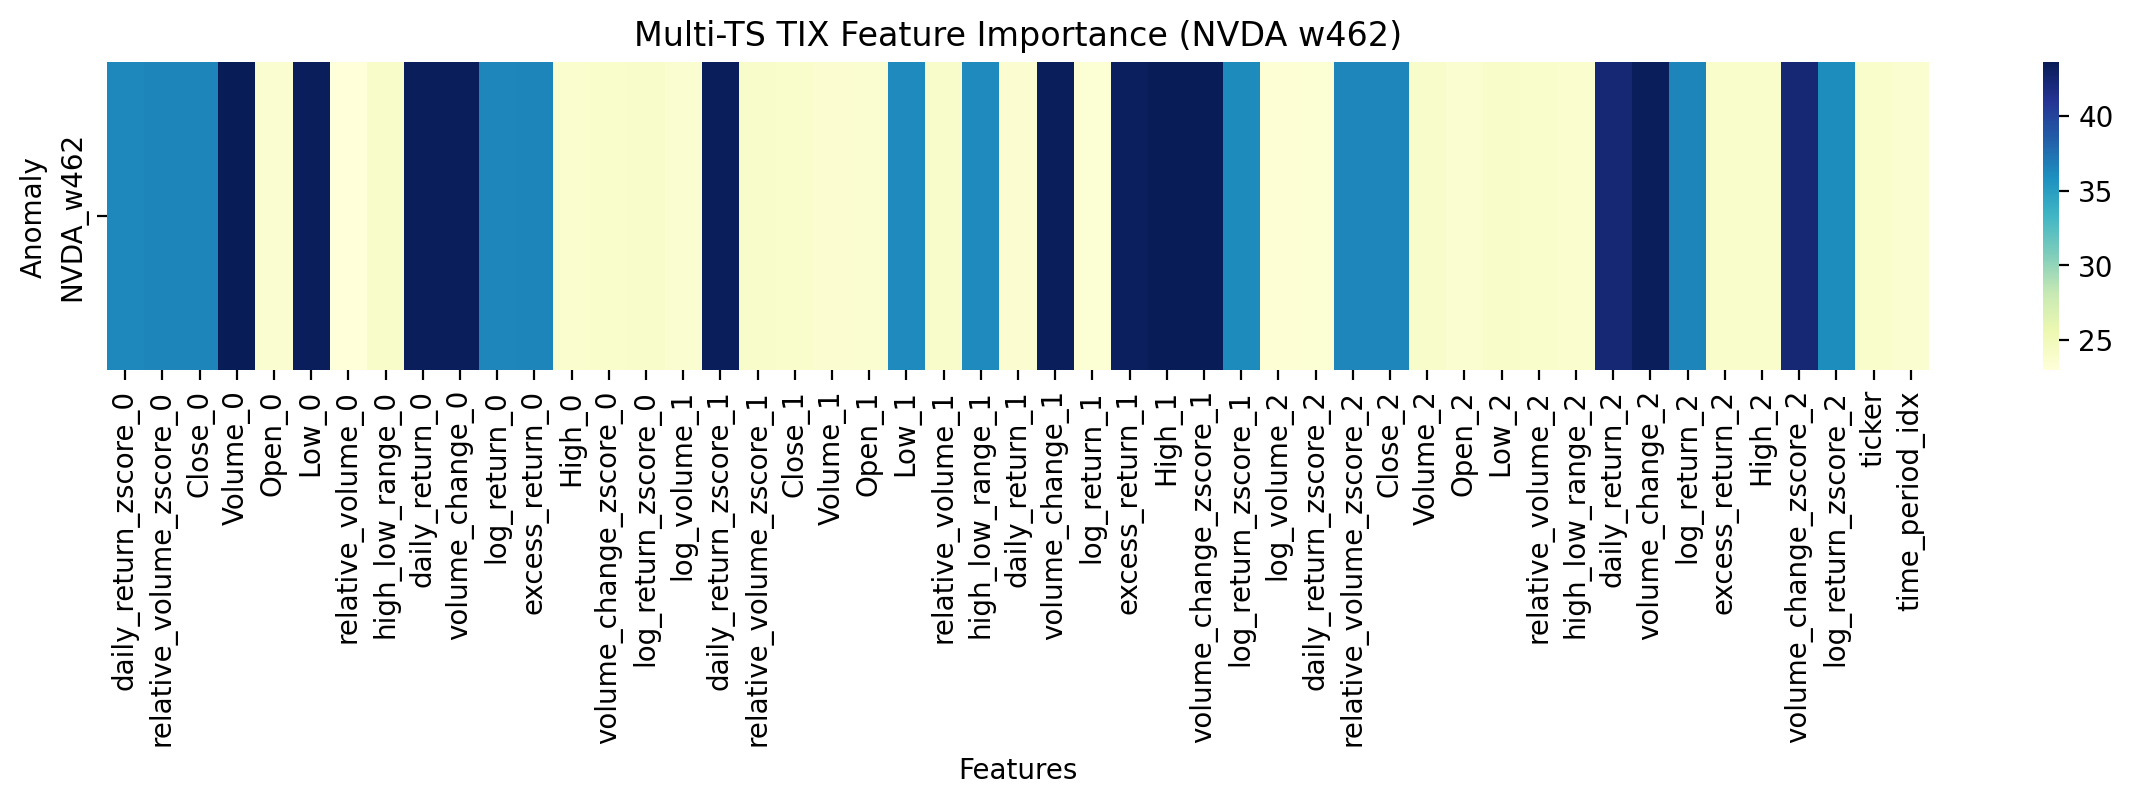 Multi-TS TIX Feature Importance (NVDA w462)
Anomaly
NVDA_w462
40
35
30
25
daily_return_zscore_0
relative_volume_zscore_0
Close_0
Volume_0
Open_0
Low_0
relative_volume_0
high_low_range_0
daily_return_0
volume_change_0
log_return_0
excess_return_0
High_0
volume_change_zscore_0
log_return_zscore_0
log_volume_1
daily_return_zscore_1
relative_volume_zscore_1
Close_1
Volume_1
Open_1
Low_1
relative_volume_1
high_low_range_1
daily_return_1
volume_change_1
log_return_1
excess_return_1
High_1
volume_change_zscore_1
log_return_zscore_1
log_volume_2
daily_return_zscore_2
relative_volume_zscore_2
Close_2
Volume_2
Open_2
Low_2
relative_volume_2
high_low_range_2
daily_return_2
volume_change_2
log_return_2
excess_return_2
High_2
volume_change_zscore_2
log_return_zscore_2
ticker
time_period_idx
Features